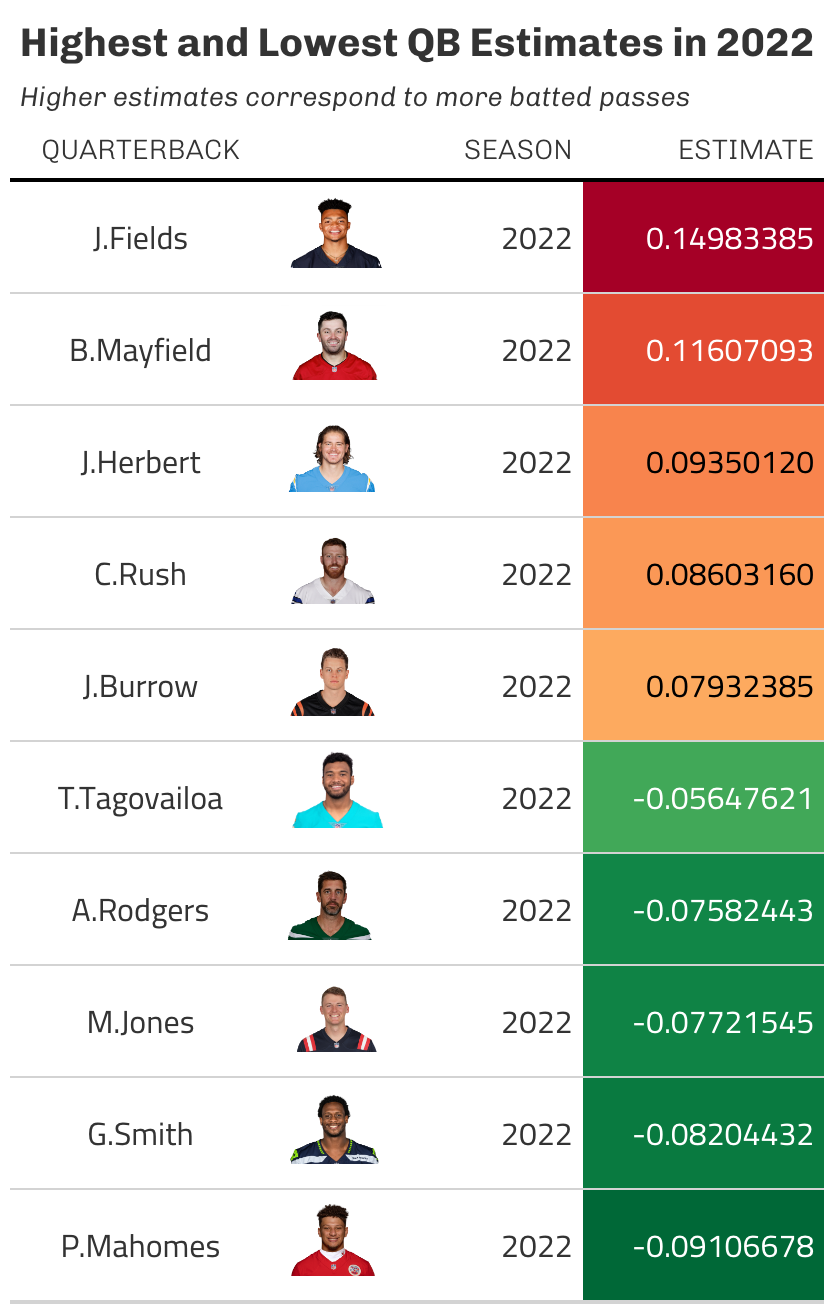 Highest and Lowest QB Estimates in 2022
Higher estimates correspond to more batted passes
QUARTERBACK SEASON ESTIMATE
J.Fields 2022 0.14983385
B.Mayfield 2022 0.11607093
J.Herbert 2022 0.09350120
C.Rush 2022 0.08603160
J.Burrow 2022 0.07932385
T.Tagovailoa 2022 -0.05647621
A.Rodgers 2022 -0.07582443
M.Jones 2022 -0.07721545
G.Smith 2022 -0.08204432
P.Mahomes 2022 -0.09106678